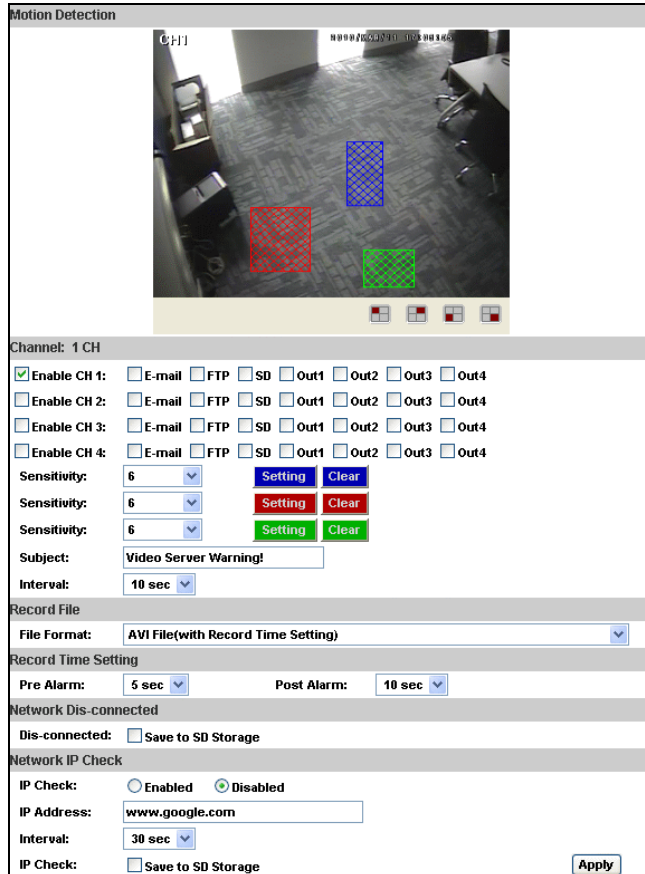 Motion Detection
CH1
Channel: 1 CH
Enable CH 1: E-mail FTP SD Out1 Out2 Out3 Out4
Enable CH 2: E-mail FTP SD Out1 Out2 Out3 Out4
Enable CH 3: E-mail FTP SD Out1 Out2 Out3 Out4
Enable CH 4: E-mail FTP SD Out1 Out2 Out3 Out4
Sensitivity: 6 Setting Clear
Sensitivity: 6 Setting Clear
Sensitivity: 6 Setting Clear
Subject: Video Server Warning!
Interval: 10 sec
Record File
File Format: AVI File(with Record Time Setting)
Record Time Setting
Pre Alarm: 5 sec Post Alarm: 10 sec
Network Dis-connected
Dis-connected: Save to SD Storage
Network IP Check
IP Check: Enabled Disabled
IP Address: www.google.com
Interval: 30 sec
IP Check: Save to SD Storage Apply